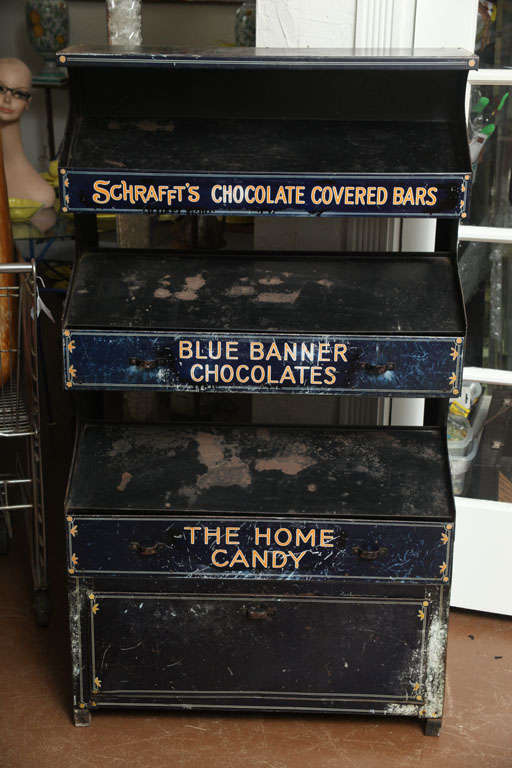 SCHRAFFT'S CHOCOLATE COVERED BARS
BLUE BANNER
CHOCOLATES
THE HOME
CANDY